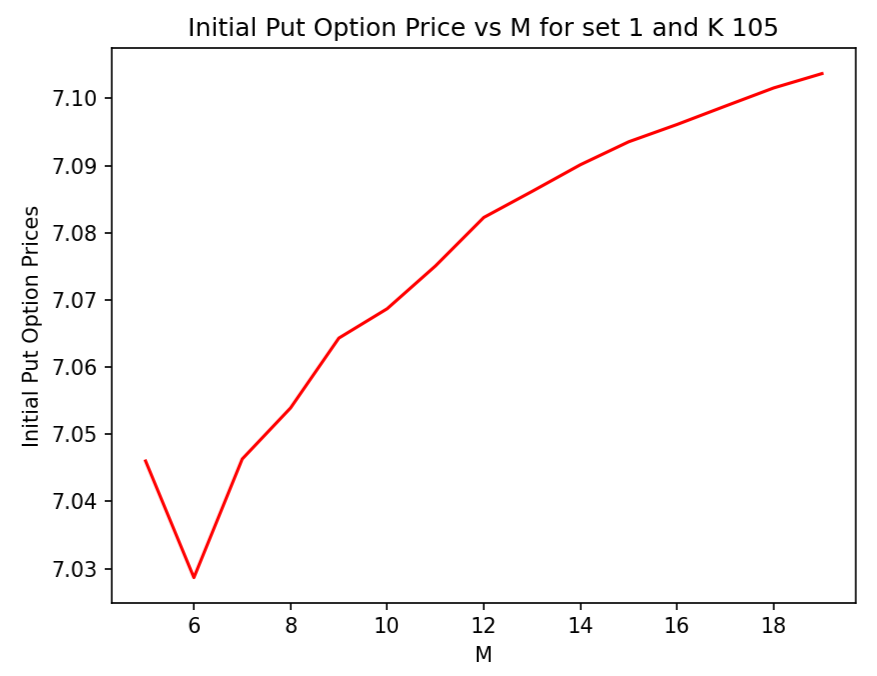 Initial Put Option Price vs M for set 1 and K 105
Initial Put Option Prices
7.10
7.09
7.08
7.07
7.06
7.05
7.04
7.03
6 8 10 12 14 16 18
M